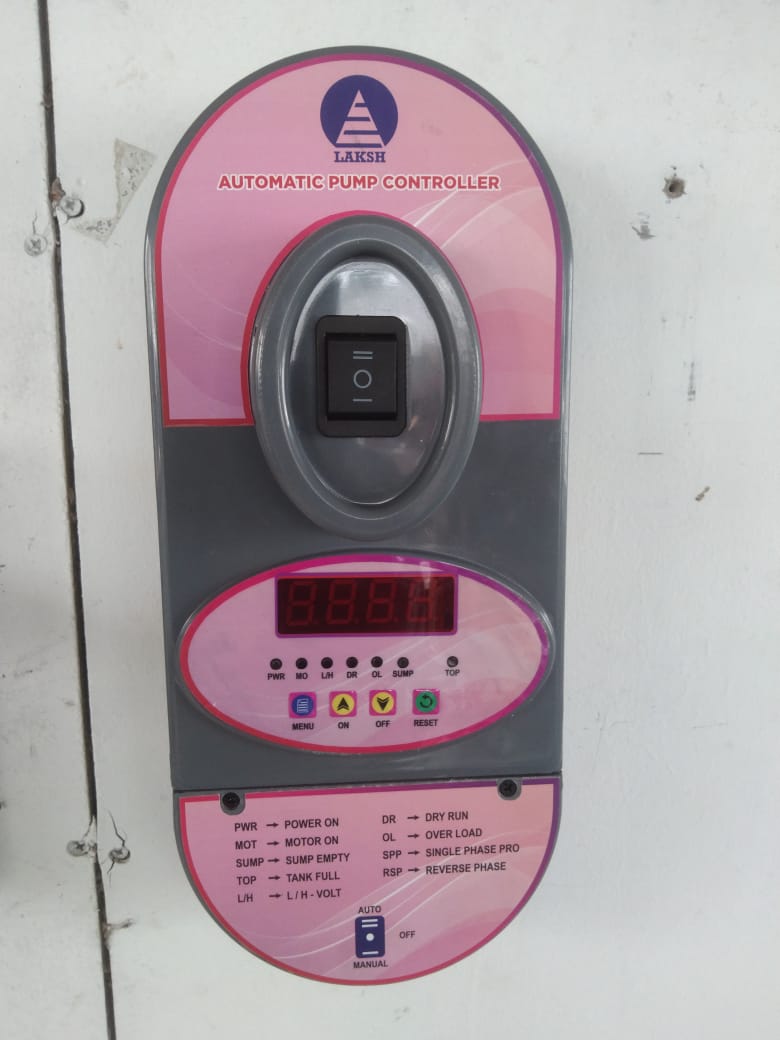 LAKSH
AUTOMATIC PUMP CONTROLLER
PWR MO L/H DR OL SUMP TOP
MENU ON OFF RESET
PWR → POWER ON
MOT → MOTOR ON
SUMP → SUMP EMPTY
TOP → TANK FULL
L/H → L / H - VOLT
DR → DRY RUN
OL → OVER LOAD
SPP → SINGLE PHASE PRO
RSP → REVERSE PHASE
AUTO
OFF
MANUAL